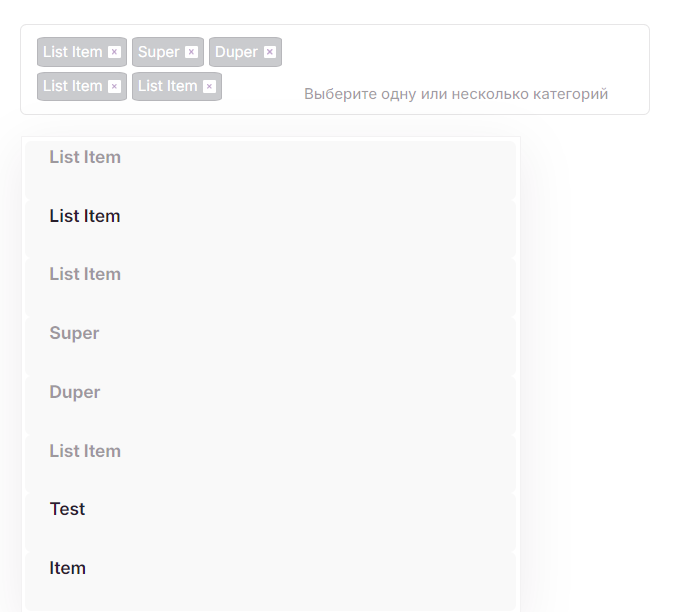 List Item × Super × Duper ×
List Item × List Item × Выберите одну или несколько категорий
List Item
List Item
List Item
Super
Duper
List Item
Test
Item